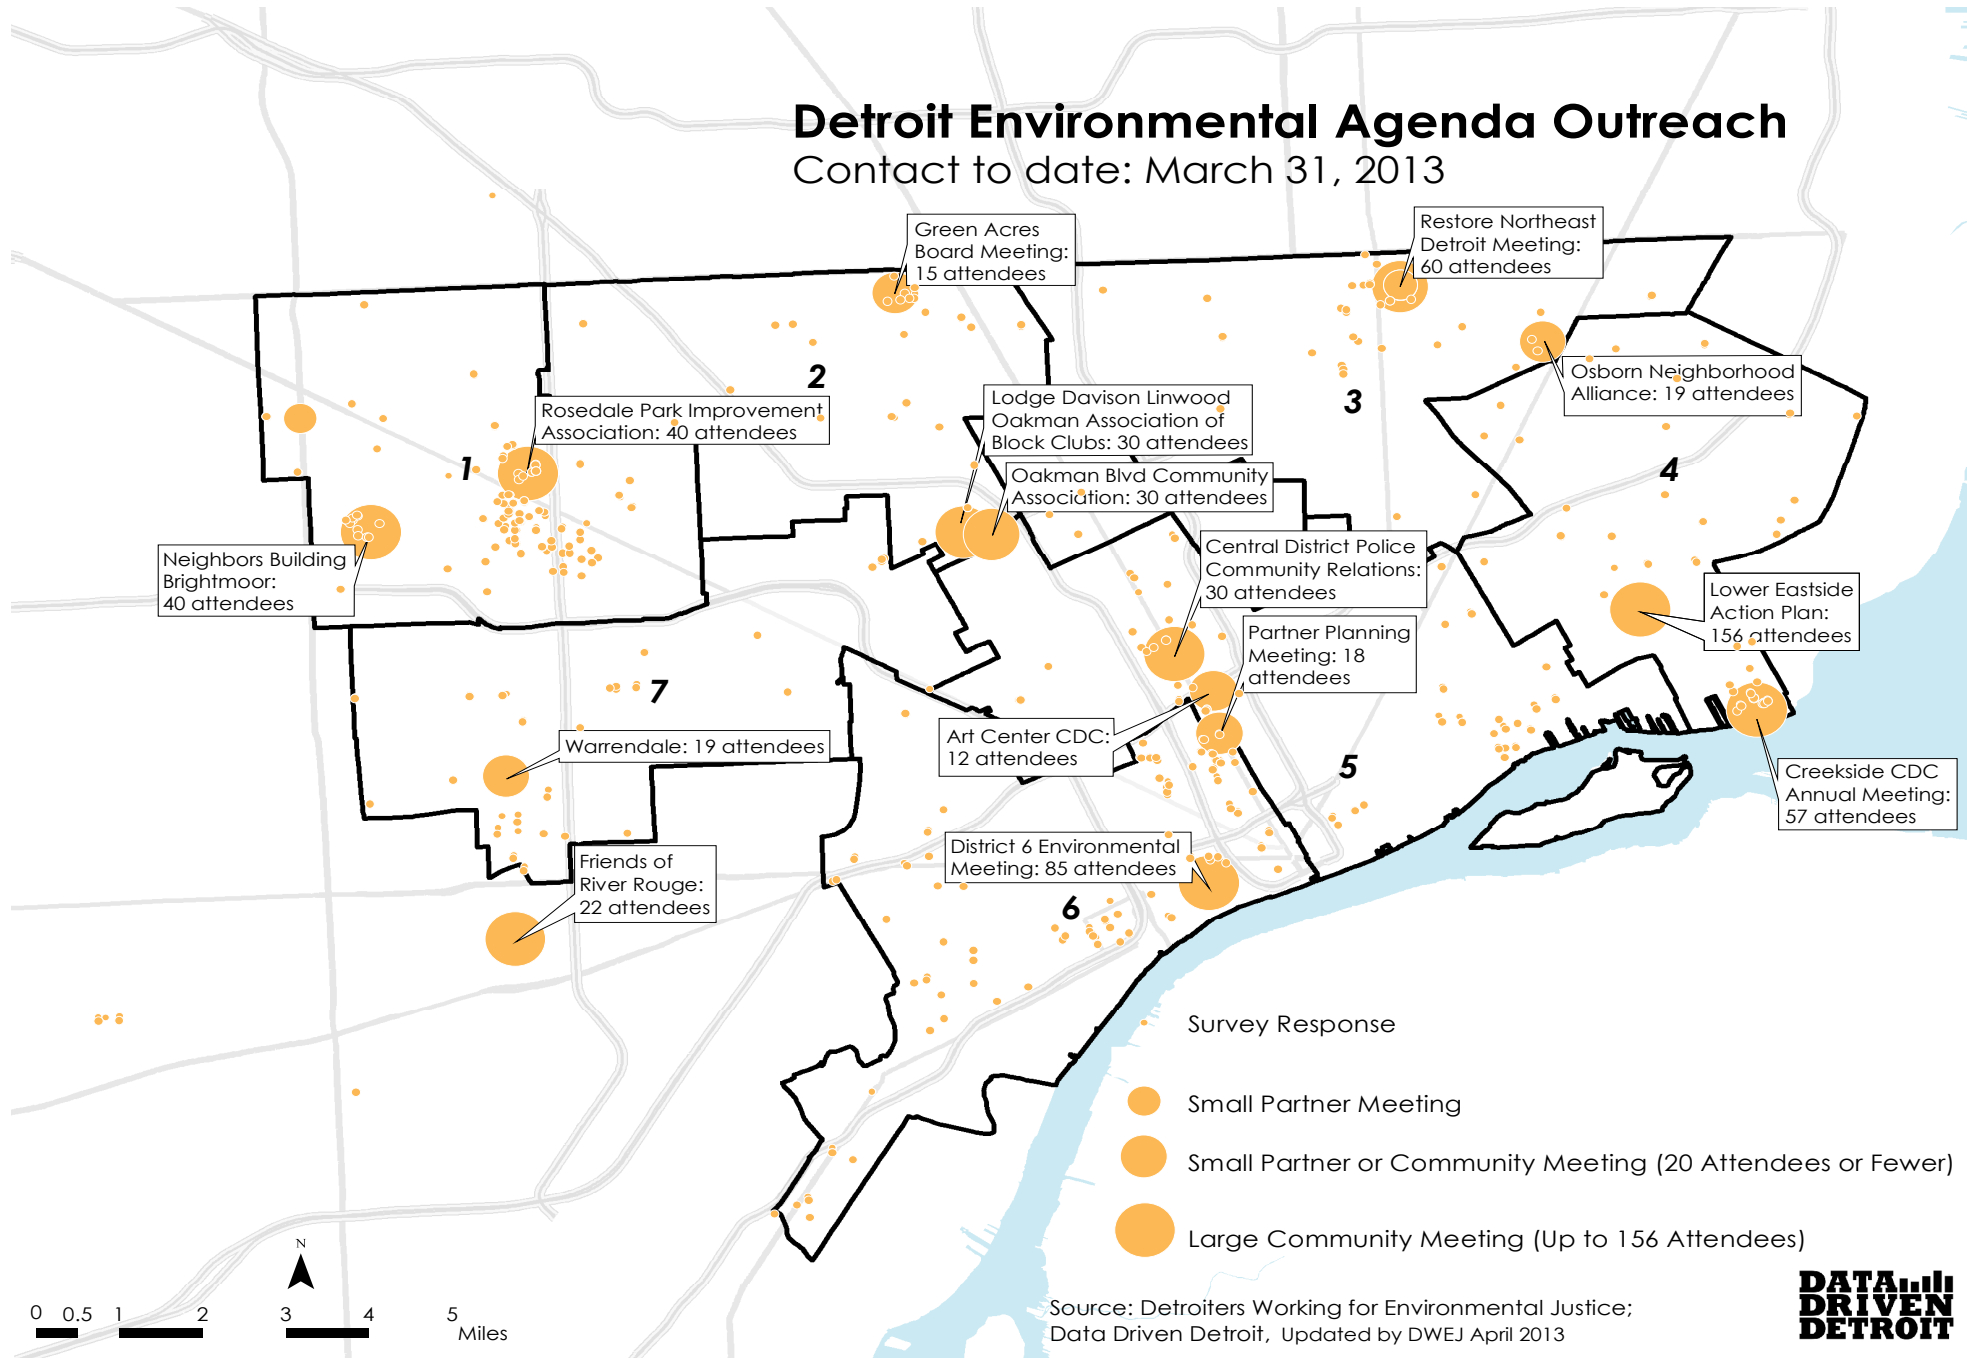 Detroit Environmental Agenda Outreach
Contact to date: March 31, 2013
Green Acres
Board Meeting:
15 attendees
Restore Northeast
Detroit Meeting:
60 attendees
Osborn Neighborhood
Alliance: 19 attendees
2
3
Rosedale Park Improvement
Association: 40 attendees
Lodge Davison Linwood
Oakman Association of
Block Clubs: 30 attendees
1
4
Oakman Blvd Community
Association: 30 attendees
Neighbors Building
Brightmoor:
40 attendees
Central District Police
Community Relations:
30 attendees
Lower Eastside
Action Plan:
156 attendees
Partner Planning
Meeting: 18
attendees
7
Warrendale: 19 attendees
Art Center CDC:
12 attendees
5
Creekside CDC
Annual Meeting:
57 attendees
District 6 Environmental
Meeting: 85 attendees
Friends of
River Rouge:
22 attendees
6
Survey Response
Small Partner Meeting
Small Partner or Community Meeting (20 Attendees or Fewer)
Large Community Meeting (Up to 156 Attendees)
N
0 0.5 1 2 3 4 5
Miles
Source: Detroiters Working for Environmental Justice;
Data Driven Detroit, Updated by DWEJ April 2013
DATA
DRIVEN
DETROIT